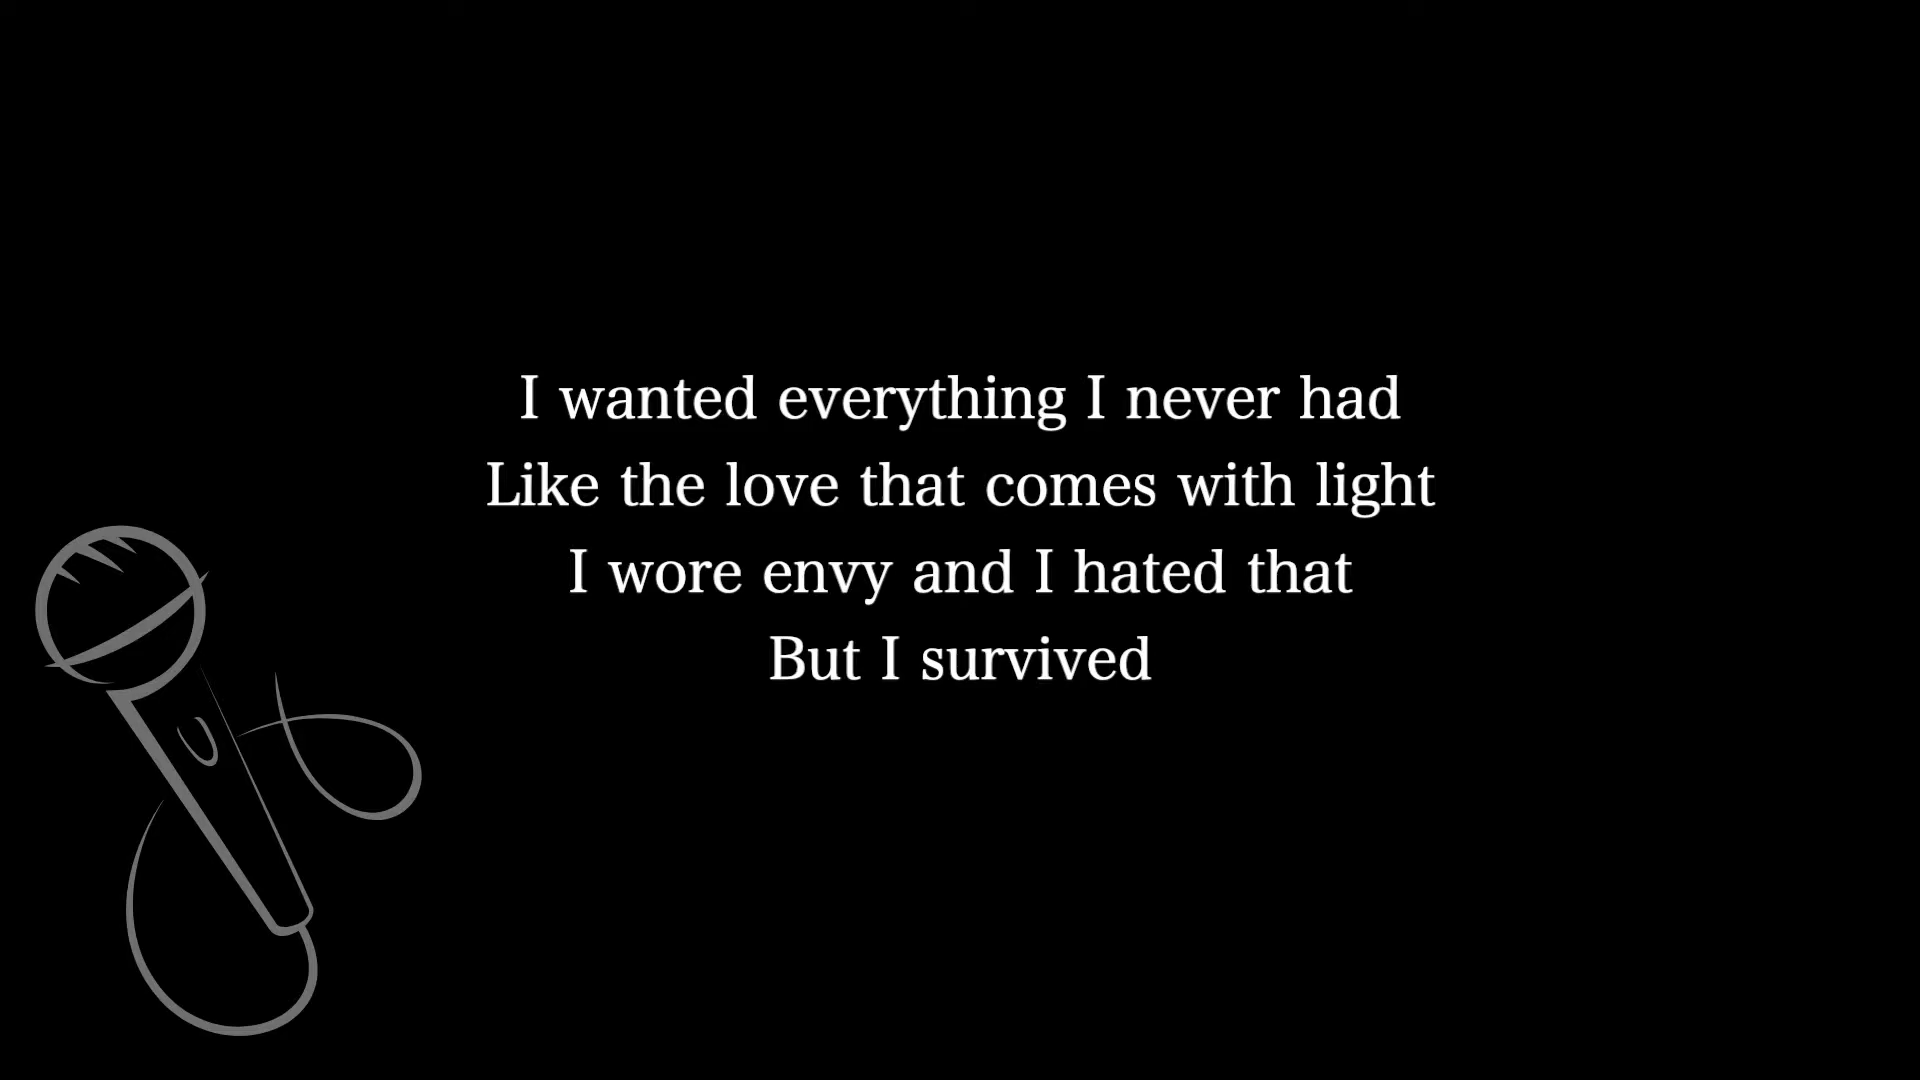 I wanted everything I never had
Like the love that comes with light
I wore envy and I hated that
But I survived